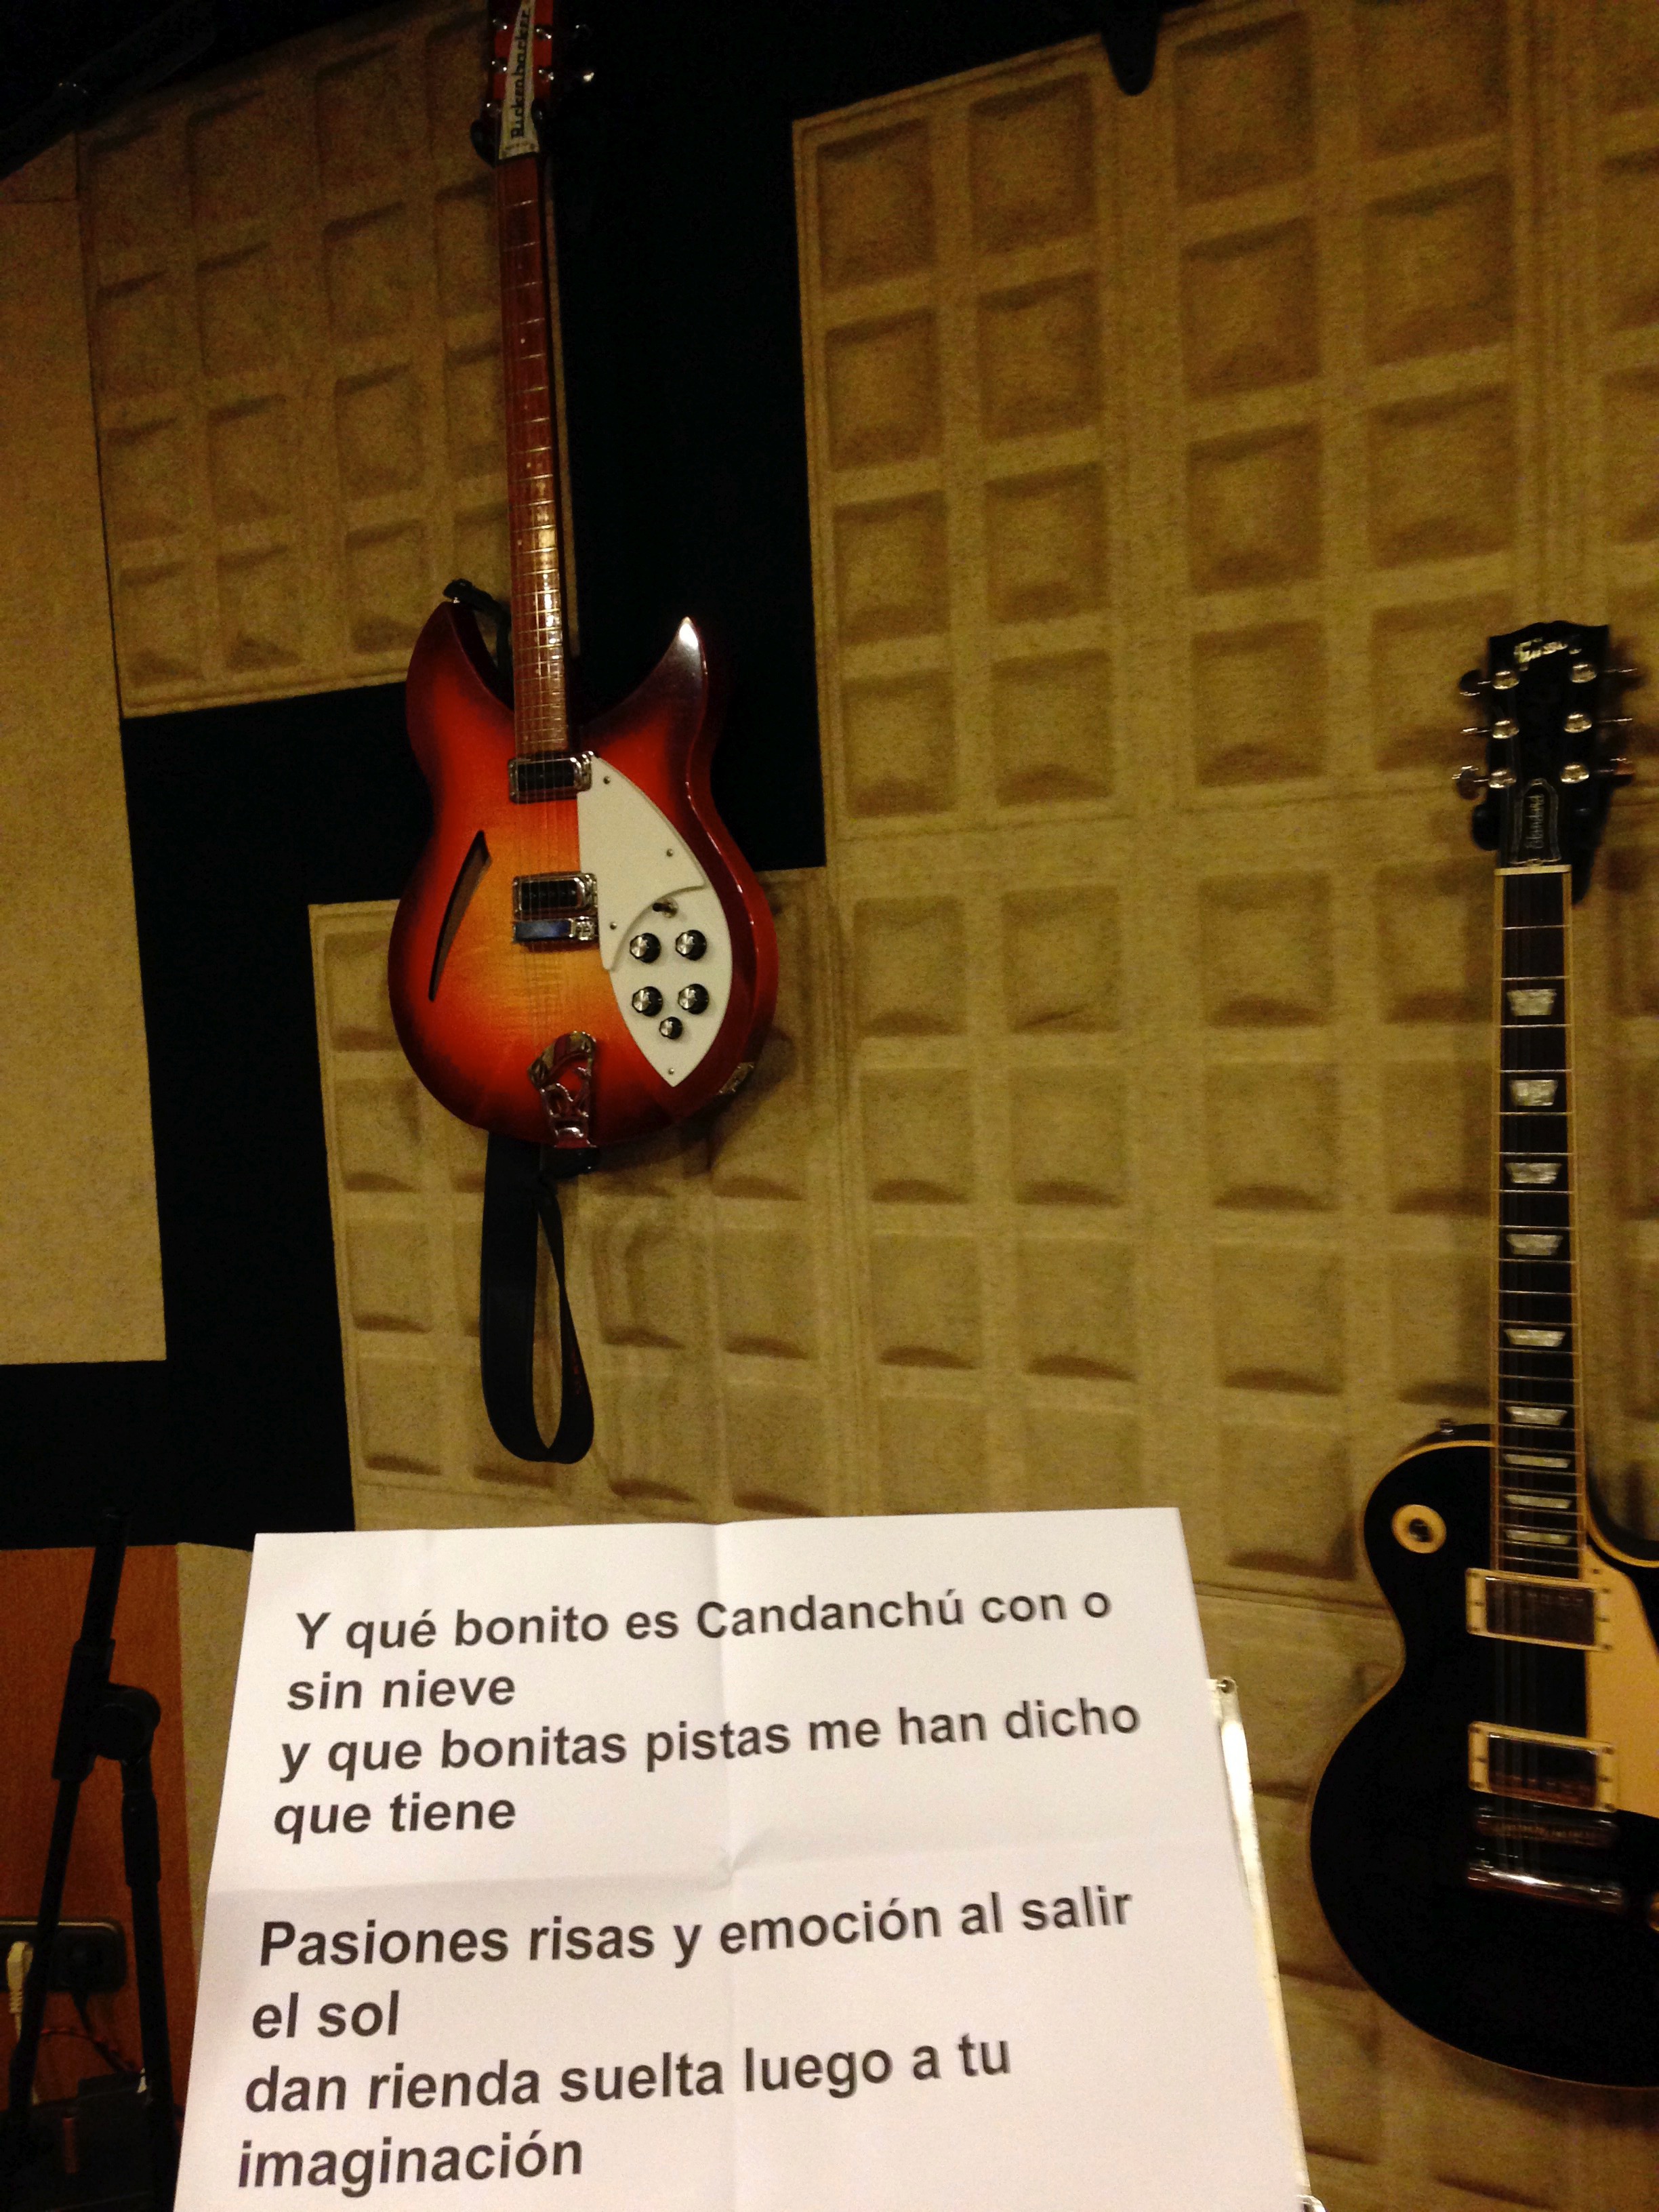 Rickenbacker
Gibson
Y qué bonito es Candanchú con o
sin nieve
y que bonitas pistas me han dicho
que tiene
Pasiones risas y emoción al salir
el sol
dan rienda suelta luego a tu
imaginación